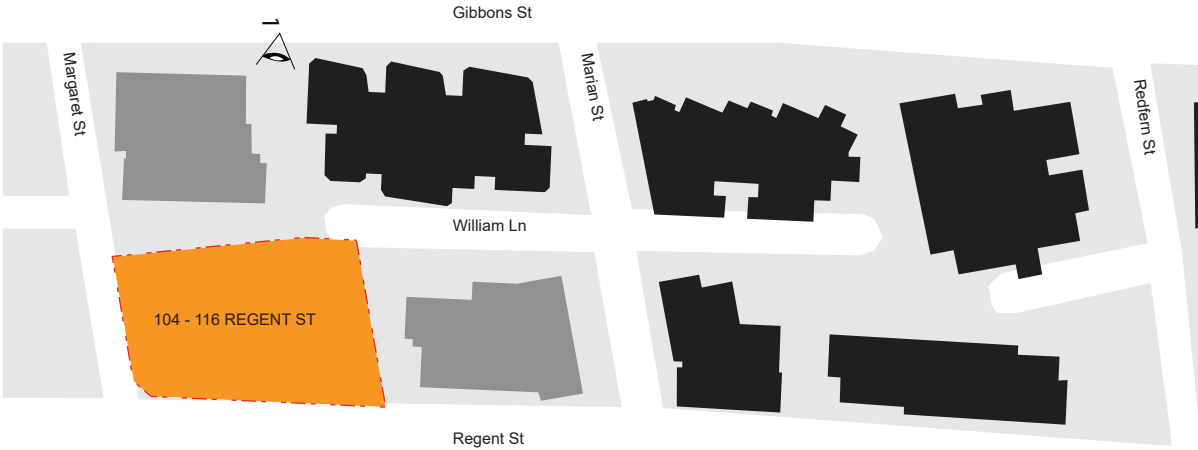 Gibbons St
1
Margaret St
Marian St
Redfern St
William Ln
104 - 116 REGENT ST
Regent St